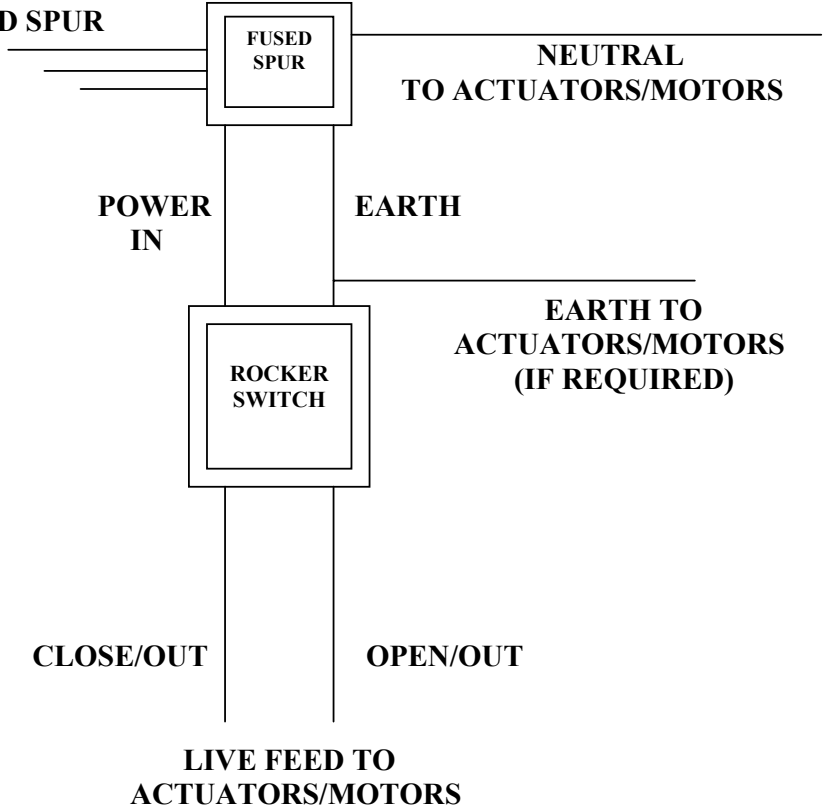 D SPUR
FUSED
SPUR
NEUTRAL
TO ACTUATORS/MOTORS
POWER
IN
EARTH
EARTH TO
ACTUATORS/MOTORS
(IF REQUIRED)
ROCKER
SWITCH
CLOSE/OUT
OPEN/OUT
LIVE FEED TO
ACTUATORS/MOTORS